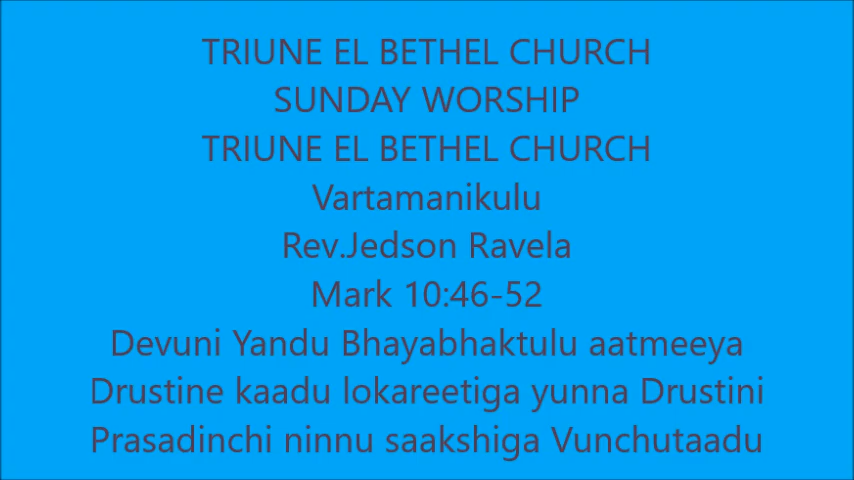 TRIUNE EL BETHEL CHURCH
SUNDAY WORSHIP
TRIUNE EL BETHEL CHURCH
Vartamanikulu
Rev.Jedson Ravela
Mark 10:46-52
Devuni Yandu Bhayabhaktulu aatmeeya
Drustine kaadu lokareetiga yunna Drustini
Prasadinchi ninnu saakshiga Vunchutaadu